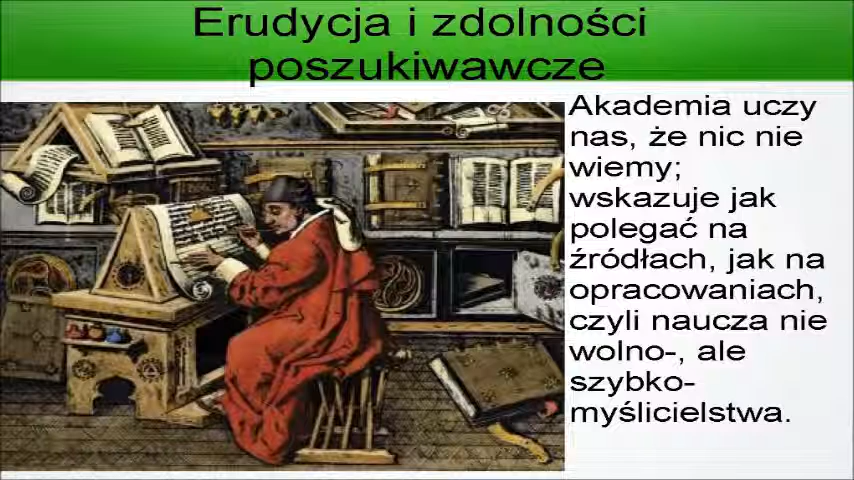 Erudycja i zdolności
poszukiwawcze
Akademia uczy
nas, że nic nie
wiemy;
wskazuje jak
polegać na
źródłach, jak na
opracowaniach,
czyli naucza nie
wolno-, ale
szybko-
myślicielstwa.